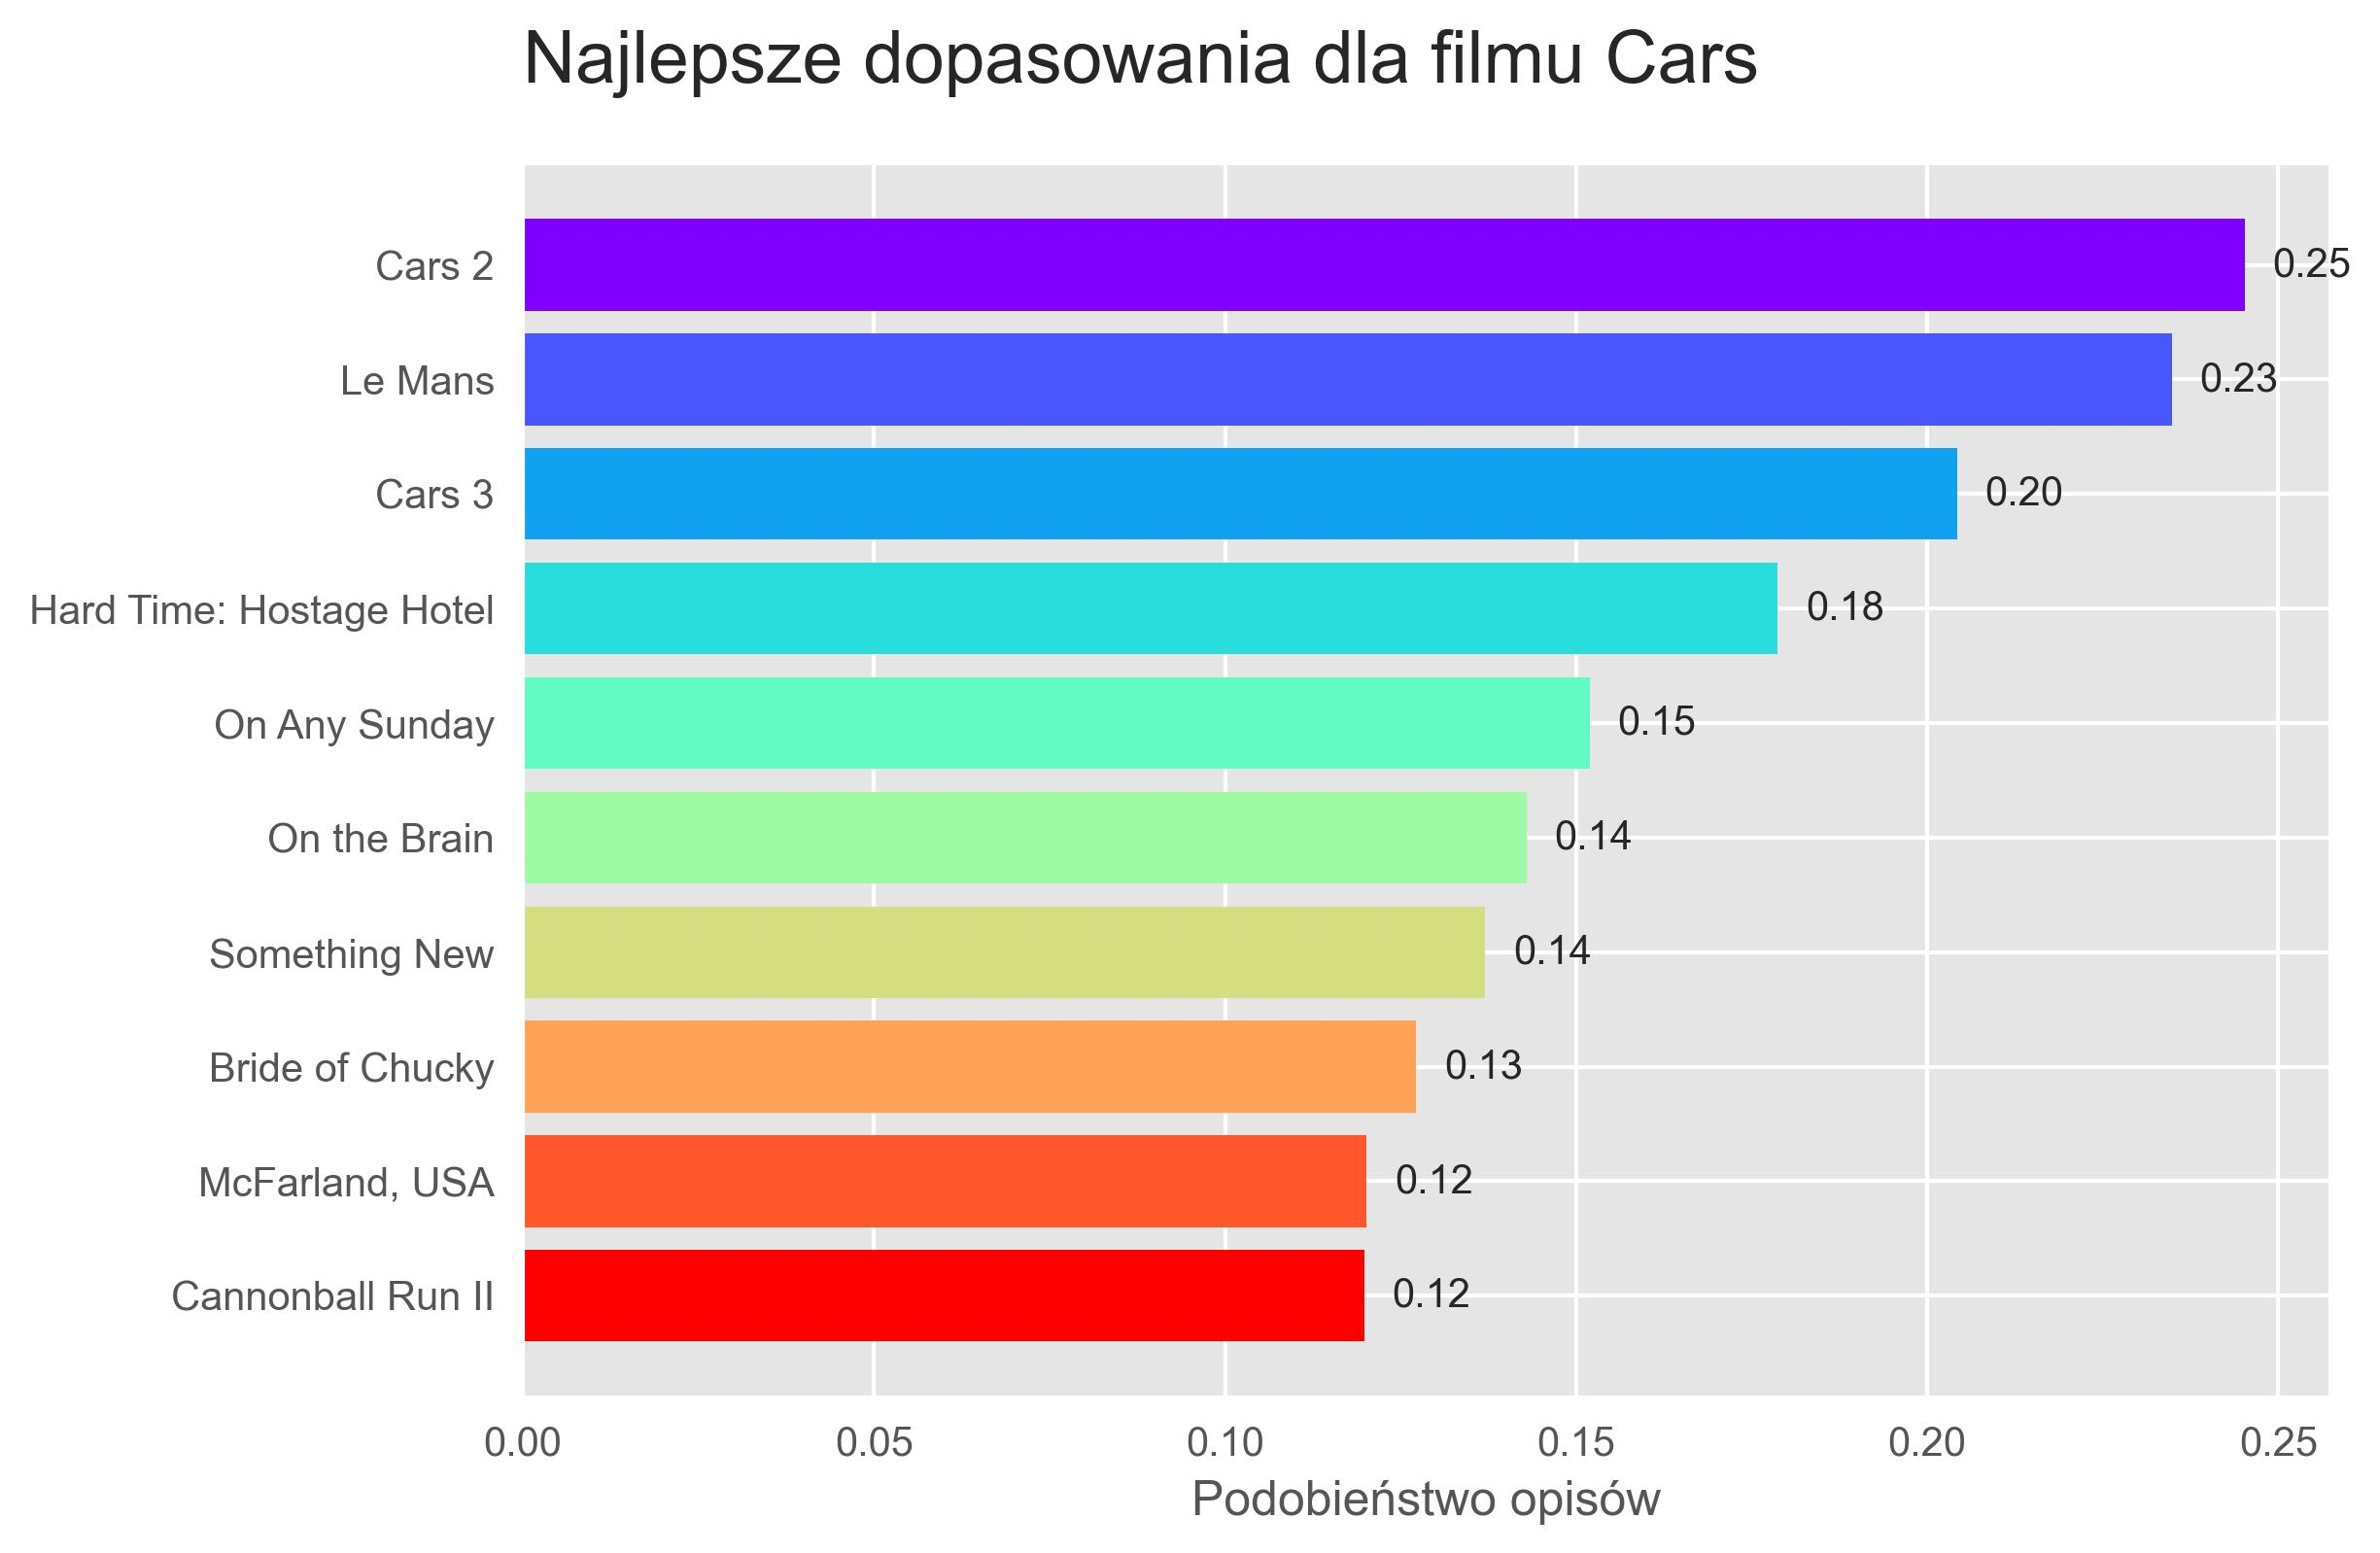 Najlepsze dopasowania dla filmu Cars
Cars 2 0.25
Le Mans 0.23
Cars 3 0.20
Hard Time: Hostage Hotel 0.18
On Any Sunday 0.15
On the Brain 0.14
Something New 0.14
Bride of Chucky 0.13
McFarland, USA 0.12
Cannonball Run II 0.12
0.00 0.05 0.10 0.15 0.20 0.25
Podobieństwo opisów